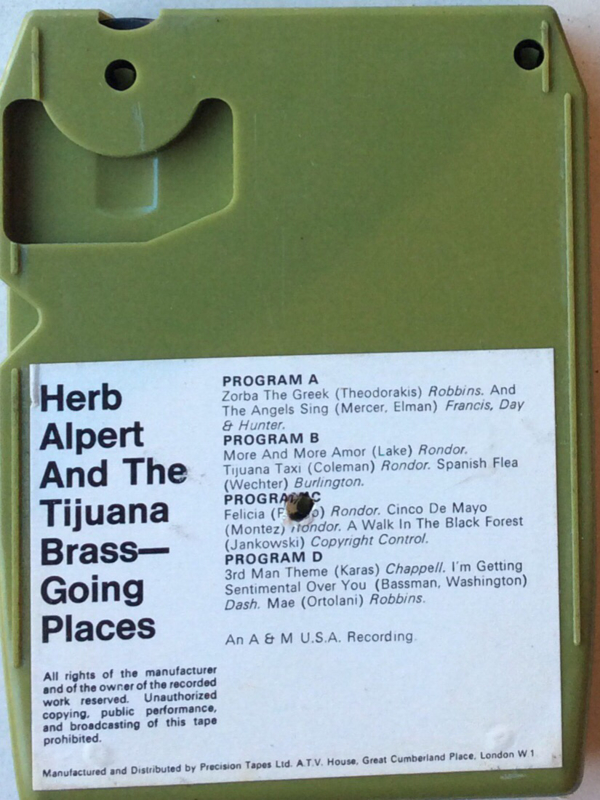 Herb
Alpert
And The
Tijuana
Brass—
Going
Places
All rights of the manufacturer
and of the owner of the recorded
work reserved. Unauthorized
copying, public performance,
and broadcasting of this tape
prohibited.
PROGRAM A
Zorba The Greek (Theodorakis) Robbins. And
The Angels Sing (Mercer, Elman) Francis, Day
& Hunter.
PROGRAM B
More And More Amor (Lake) Rondor.
Tijuana Taxi (Coleman) Rondor. Spanish Flea
(Wechter) Burlington.
PROGRAM C
Felicia Rondor. Cinco De Mayo
(Montez) Rondor. A Walk In The Black Forest
(Jankowski) Copyright Control.
PROGRAM D
3rd Man Theme (Karas) Chappell. I'm Getting
Sentimental Over You (Bassman, Washington)
Dash. Mae (Ortolani) Robbins.
An A & M U.S.A. Recording.
Manufactured and Distributed by Precision Tapes Ltd. A.T.V. House, Great Cumberland Place, London W 1